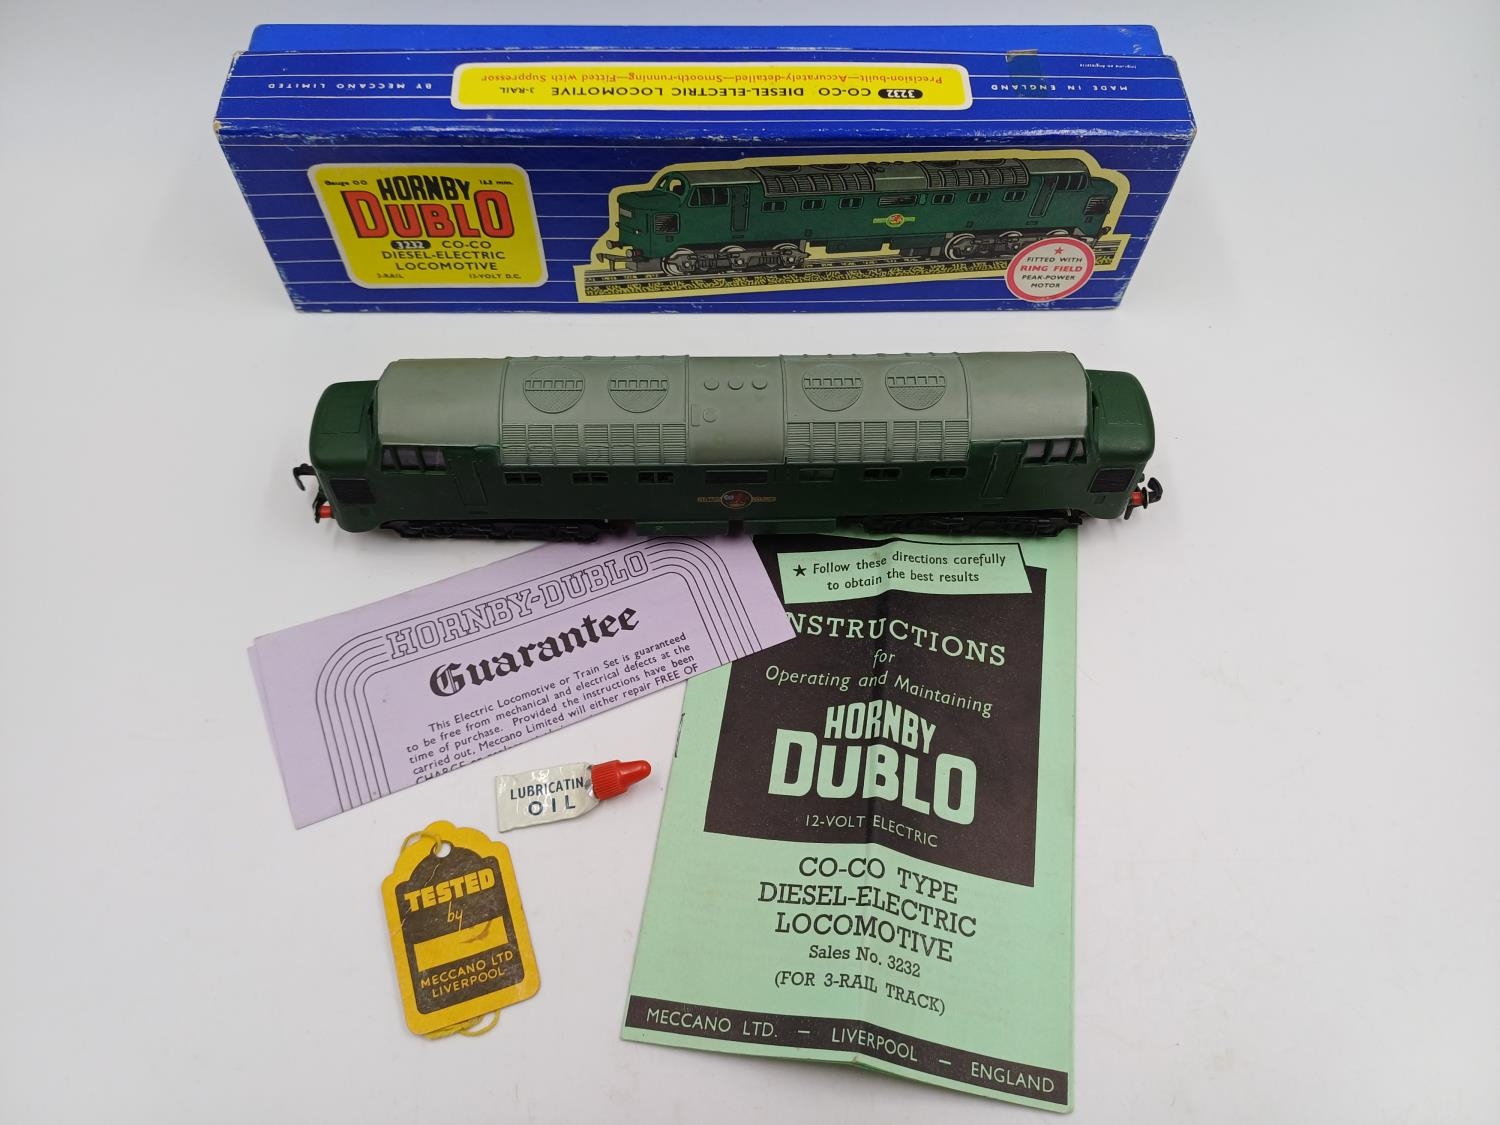 BY MECCANO LIMITED
3232 CO-CO DIESEL-ELECTRIC LOCOMOTIVE 3-RAIL
Precision-built—Accurately-detailed—Smooth-running—Fitted with Suppressor
MADE IN ENGLAND
Gauge OO
HORNBY
16.5 mm.
DUBLO
3232 CO-CO
DIESEL-ELECTRIC
LOCOMOTIVE
3-RAIL 12-VOLT D.C.
FITTED WITH
RING FIELD
PEAK-POWER
MOTOR
HORNBY-DUBLO
Guarantee
This Electric Locomotive or Train Set is guaranteed
to be free from mechanical and electrical defects at the
time of purchase. Provided the instructions have been
carried out, Meccano Limited will either repair FREE OF
CHARGE
LUBRICATIN
OIL
TESTED
by
MECCANO LTD
LIVERPOOL
★ Follow these directions carefully
to obtain the best results
NSTRUCTIONS
for
Operating and Maintaining
HORNBY
DUBLO
12-VOLT ELECTRIC
CO-CO TYPE
DIESEL-ELECTRIC
LOCOMOTIVE
Sales No. 3232
(FOR 3-RAIL TRACK)
MECCANO LTD. — LIVERPOOL — ENGLAND